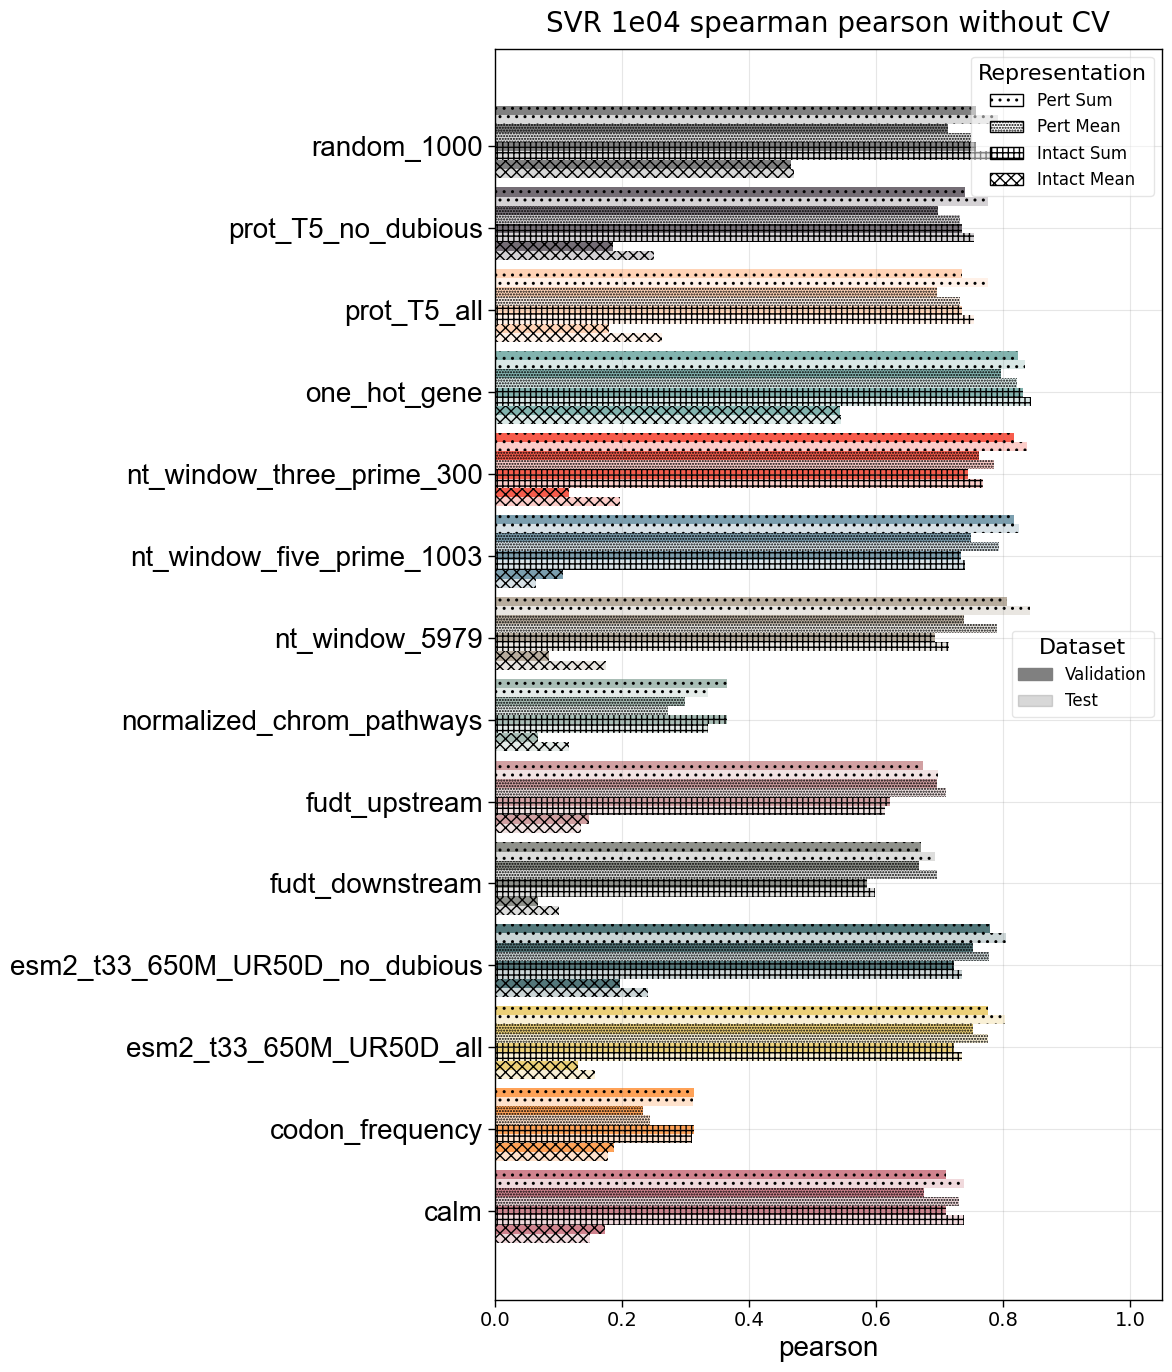 SVR 1e04 spearman pearson without CV
Representation
Pert Sum
Pert Mean
Intact Sum
Intact Mean
random_1000
prot_T5_no_dubious
prot_T5_all
one_hot_gene
nt_window_three_prime_300
nt_window_five_prime_1003
nt_window_5979
Dataset
Validation
Test
normalized_chrom_pathways
fudt_upstream
fudt_downstream
esm2_t33_650M_UR50D_no_dubious
esm2_t33_650M_UR50D_all
codon_frequency
calm
0.0 0.2 0.4 0.6 0.8 1.0
pearson